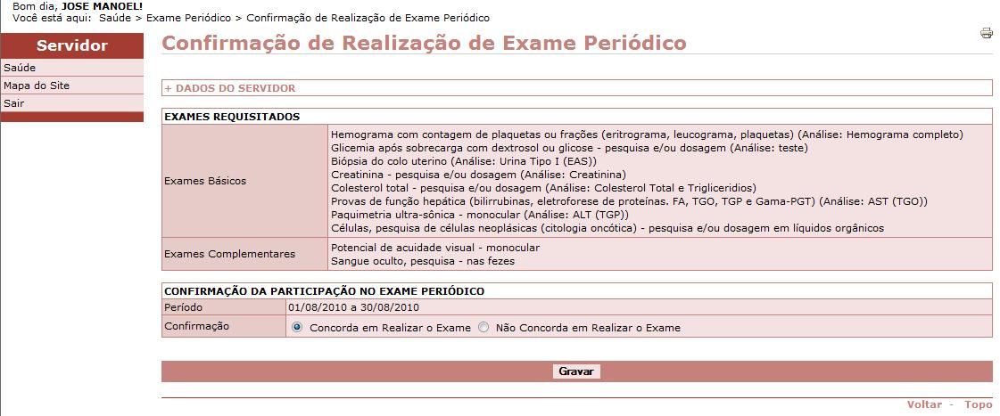 Bom dia, JOSE MANOEL!
Você está aqui: Saúde > Exame Periódico > Confirmação de Realização de Exame Periódico
Servidor
Saúde
Mapa do Site
Sair
Confirmação de Realização de Exame Periódico
+ DADOS DO SERVIDOR
EXAMES REQUISITADOS
Exames Básicos
Hemograma com contagem de plaquetas ou frações (eritrograma, leucograma, plaquetas) (Análise: Hemograma completo)
Glicemia após sobrecarga com dextrosol ou glicose - pesquisa e/ou dosagem (Análise: teste)
Biópsia do colo uterino (Análise: Urina Tipo I (EAS))
Creatinina - pesquisa e/ou dosagem (Análise: Creatinina)
Colesterol total - pesquisa e/ou dosagem (Análise: Colesterol Total e Trigliceridios)
Provas de função hepática (bilirrubinas, eletroforese de proteínas. FA, TGO, TGP e Gama-PGT) (Análise: AST (TGO))
Paquimetria ultra-sônica - monocular (Análise: ALT (TGP))
Células, pesquisa de células neoplásicas (citologia oncótica) - pesquisa e/ou dosagem em líquidos orgânicos
Exames Complementares
Potencial de acuidade visual - monocular
Sangue oculto, pesquisa - nas fezes
CONFIRMAÇÃO DA PARTICIPAÇÃO NO EXAME PERIÓDICO
Período 01/08/2010 a 30/08/2010
Confirmação Concorda em Realizar o Exame Não Concorda em Realizar o Exame
Gravar
Voltar - Topo